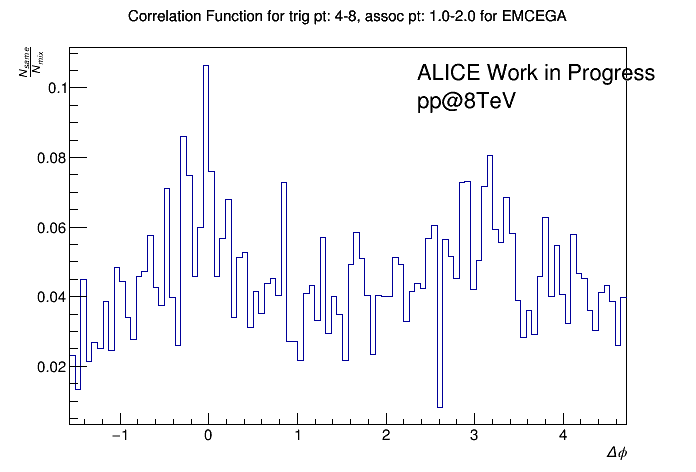 Correlation Function for trig pt: 4-8, assoc pt: 1.0-2.0 for EMCEGA
N_same
N_mix
ALICE Work in Progress
pp@8TeV
0.1
0.08
0.06
0.04
0.02
−1 0 1 2 3 4
Δϕ